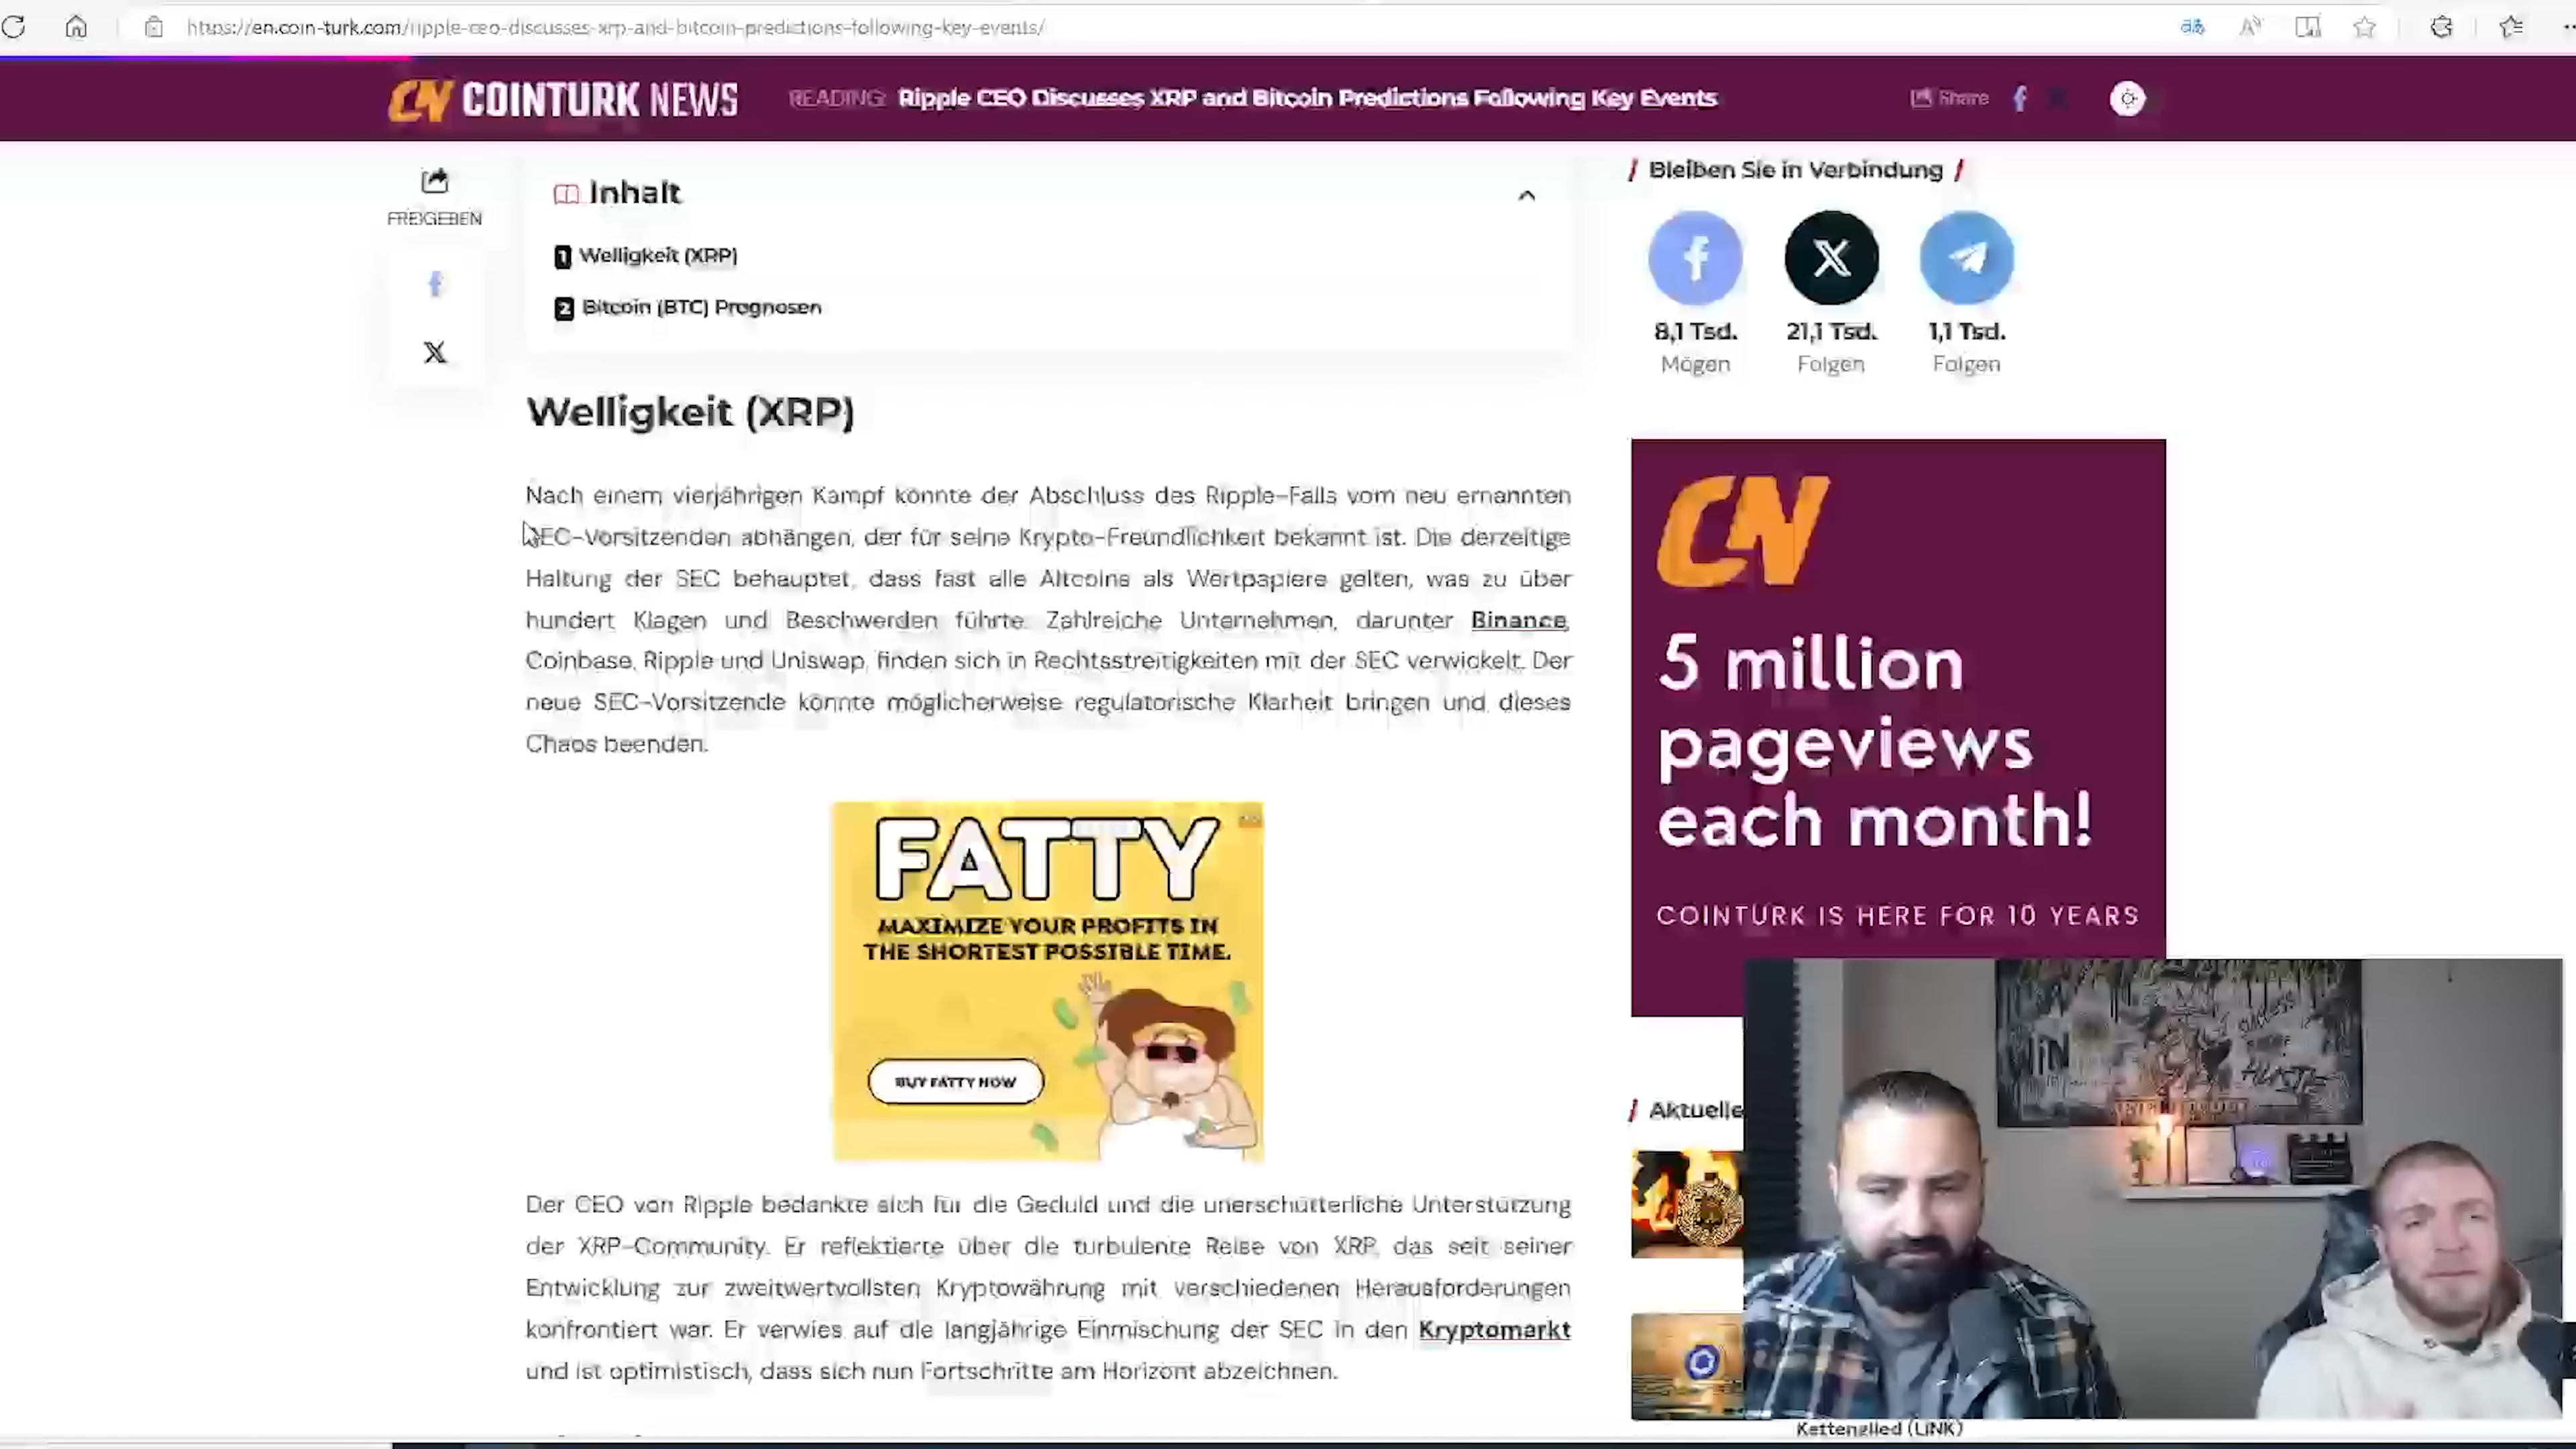 https://en.coin-turk.com/ripple-ceo-discusses-xrp-and-bitcoin-predictions-following-key-events/
CN COINTURK NEWS
READING: Ripple CEO Discusses XRP and Bitcoin Predictions Following Key Events
Share
FREIGEBEN
Inhalt
1 Welligkeit (XRP)
2 Bitcoin (BTC) Prognosen
Welligkeit (XRP)
Nach einem vierjährigen Kampf könnte der Abschluss des Ripple-Falls vom neu ernannten
SEC-Vorsitzenden abhängen, der für seine Krypto-Freundlichkeit bekannt ist. Die derzeitige
Haltung der SEC behauptet, dass fast alle Altcoins als Wertpapiere gelten, was zu über
hundert Klagen und Beschwerden führte. Zahlreiche Unternehmen, darunter Binance,
Coinbase, Ripple und Uniswap, finden sich in Rechtsstreitigkeiten mit der SEC verwickelt. Der
neue SEC-Vorsitzende könnte möglicherweise regulatorische Klarheit bringen und dieses
Chaos beenden.
FATTY
MAXIMIZE YOUR PROFITS IN
THE SHORTEST POSSIBLE TIME.
BUY FATTY NOW
Der CEO von Ripple bedankte sich für die Geduld und die unerschütterliche Unterstützung
der XRP-Community. Er reflektierte über die turbulente Reise von XRP, das seit seiner
Entwicklung zur zweitwertvollsten Kryptowährung mit verschiedenen Herausforderungen
konfrontiert war. Er verwies auf die langjährige Einmischung der SEC in den Kryptomarkt
und ist optimistisch, dass sich nun Fortschritte am Horizont abzeichnen.
Bleiben Sie in Verbindung
8,1 Tsd.
Mögen
21,1 Tsd.
Folgen
1,1 Tsd.
Folgen
CN
5 million
pageviews
each month!
COINTURK IS HERE FOR 10 YEARS
Aktuelle
SUCCESS
HUSTLE
Kettenglied (LINK)